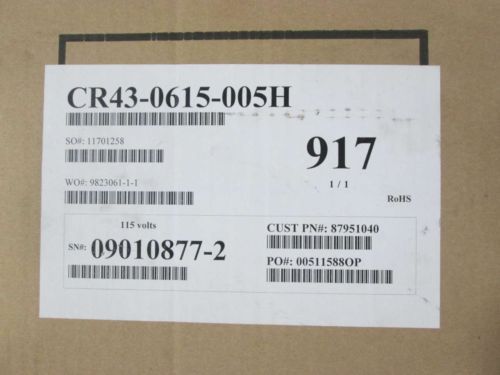 CR43-0615-005H
SO#: 11701258
917
1 / 1
WO#: 9823061-1-1
RoHS
115 volts
SN#: 09010877-2
CUST PN#: 87951040
PO#: 00511588OP